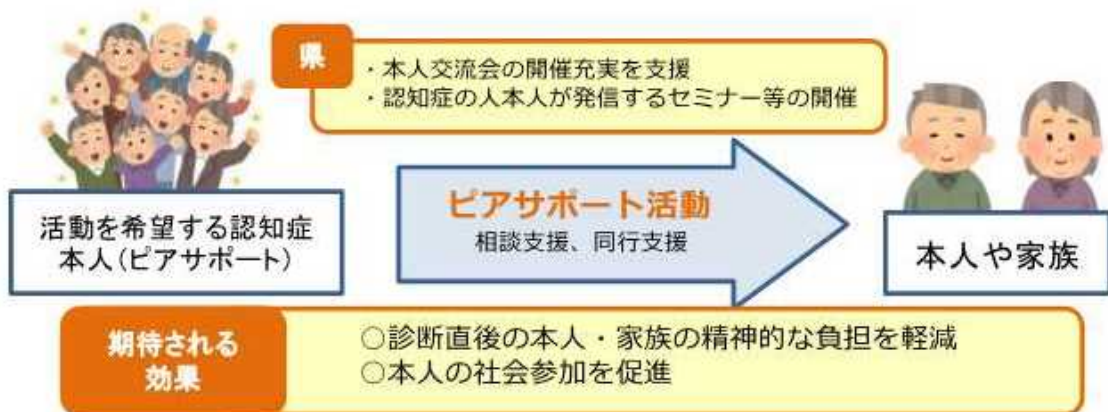 県
・本人交流会の開催充実を支援
・認知症の人本人が発信するセミナー等の開催
活動を希望する認知症
本人(ピアサポート)
ピアサポート活動
相談支援、同行支援
本人や家族
期待される
効果
○診断直後の本人・家族の精神的な負担を軽減
○本人の社会参加を促進